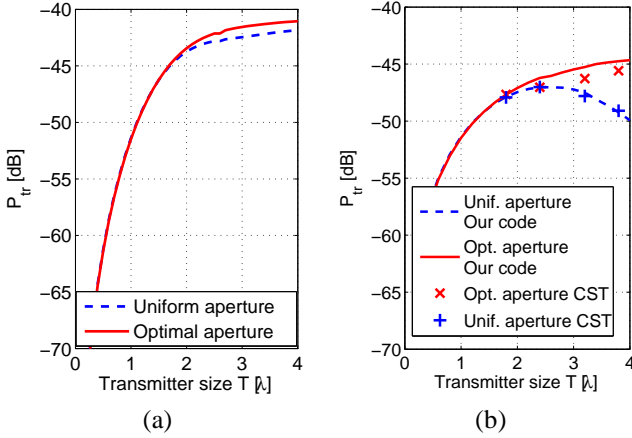 −40
−45
−50
−55
−60
−65
−70
P_tr [dB]
Uniform aperture
Optimal aperture
0 1 2 3 4
Transmitter size T [λ]
(a)
−40
−45
−50
−55
−60
−65
−70
P_tr [dB]
Unif. aperture
Our code
Opt. aperture
Our code
Opt. aperture CST
Unif. aperture CST
0 1 2 3 4
Transmitter size T [λ]
(b)